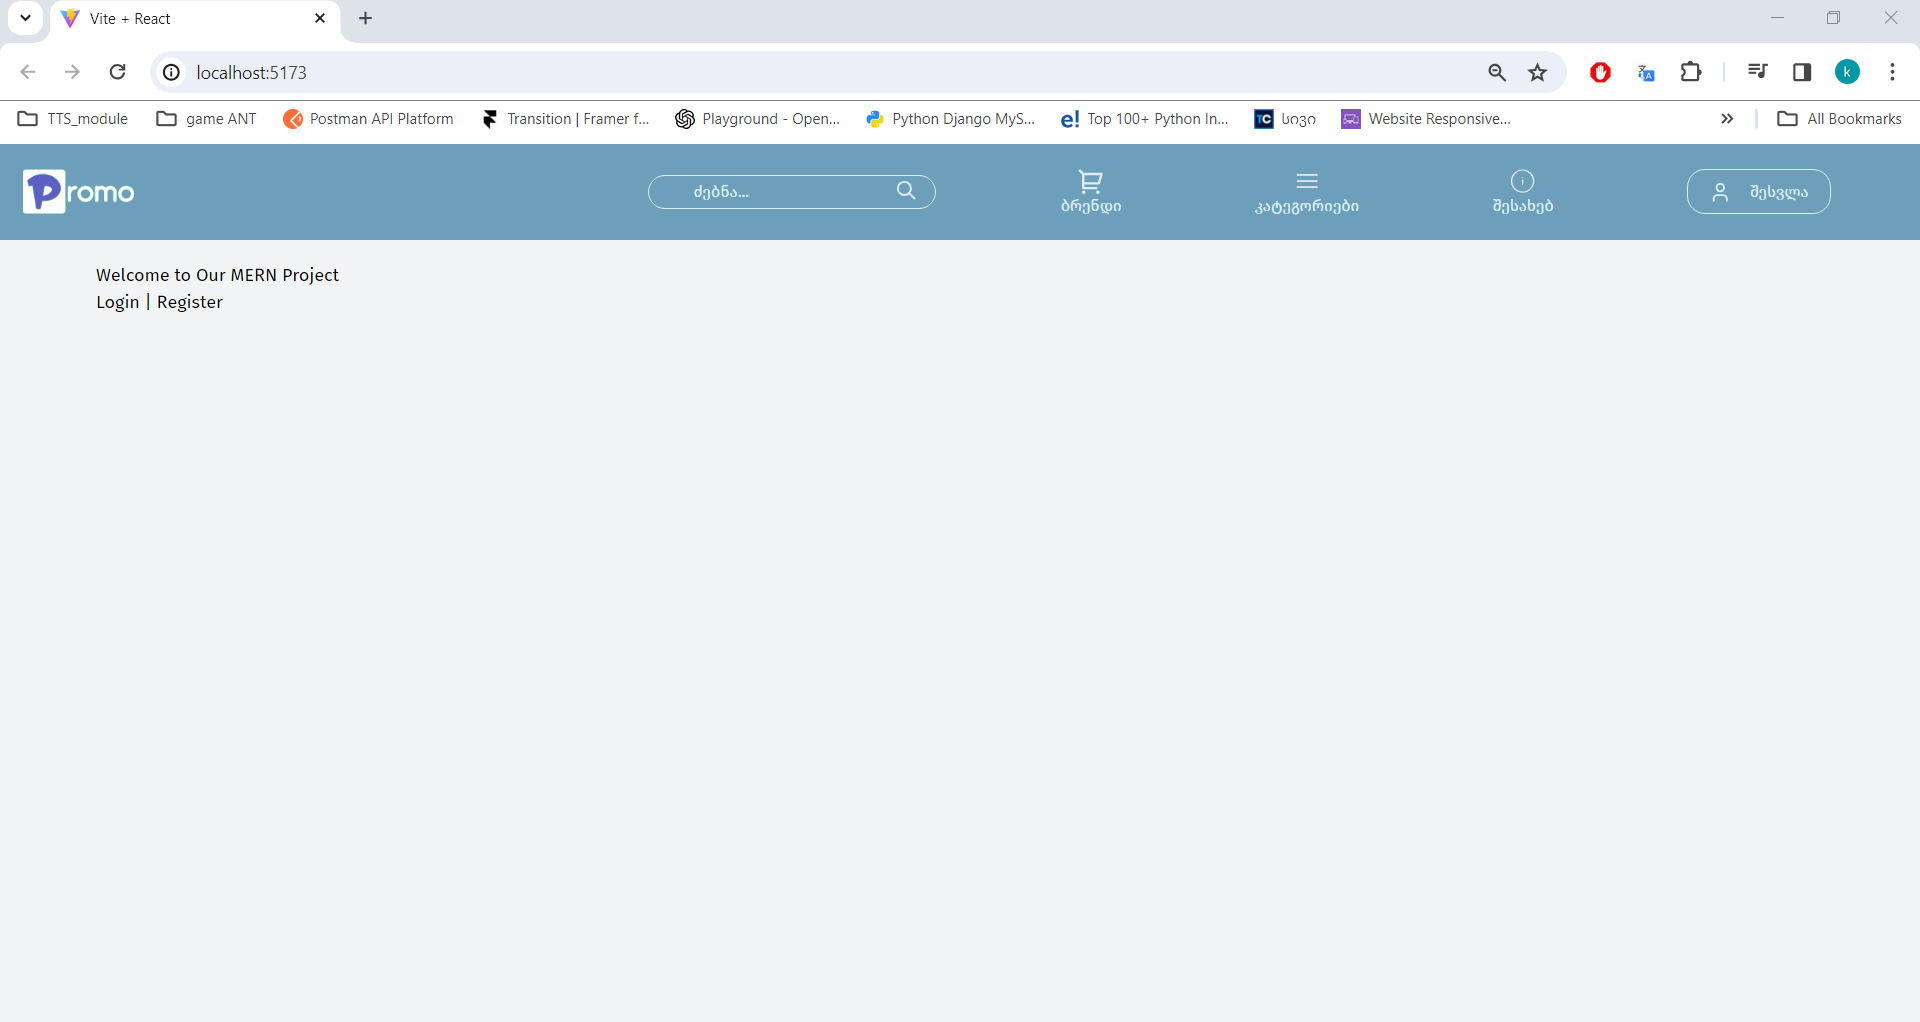 Vite + React
localhost:5173
k
TTS_module game ANT Postman API Platform Transition | Framer f... Playground - Open... Python Django MyS... e! Top 100+ Python In... TC სივი Website Responsive... All Bookmarks
Promo
ძებნა...
ბრენდი
კატეგორიები
შესახებ
შესვლა
Welcome to Our MERN Project
Login | Register